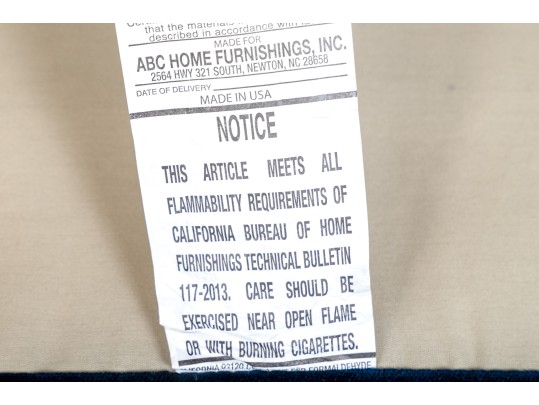 that the materials
described in accordance with
MADE FOR
ABC HOME FURNISHINGS, INC.
2564 HWY 321 SOUTH, NEWTON, NC 28658
DATE OF DELIVERY
MADE IN USA
NOTICE
THIS ARTICLE MEETS ALL
FLAMMABILITY REQUIREMENTS OF
CALIFORNIA BUREAU OF HOME
FURNISHINGS TECHNICAL BULLETIN
117-2013. CARE SHOULD BE
EXERCISED NEAR OPEN FLAME
OR WITH BURNING CIGARETTES.
93120 FORMALDEHYDE